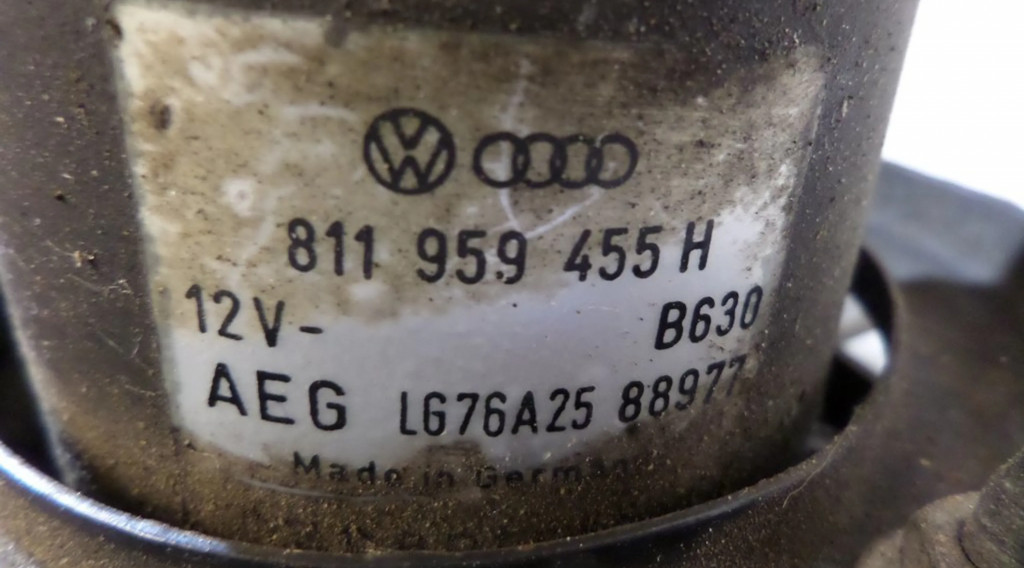 811 959 455 H
12V- B630
AEG LG76A25 88977
Made in Germany